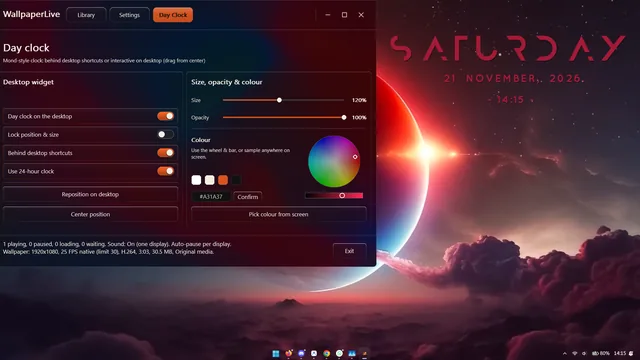 WallpaperLive Library Settings Day Clock
Day clock
Mond-style clock: behind desktop shortcuts or interactive on desktop (drag from center)
Desktop widget
Day clock on the desktop
Lock position & size
Behind desktop shortcuts
Use 24-hour clock
Reposition on desktop
Center position
Size, opacity & colour
Size 120%
Opacity 100%
Colour
Use the wheel & bar, or sample anywhere on
screen.
#A31A37 Confirm
Pick colour from screen
1 playing, 0 paused, 0 loading, 0 waiting. Sound: On (one display). Auto-pause per display.
Wallpaper: 1920x1080, 25 FPS native (limit 30), H.264, 3:03, 30.5 MB, Original media.
Exit
SATURDAY
21 NOVEMBER, 2026.
- 14:15 -
80% 14:15